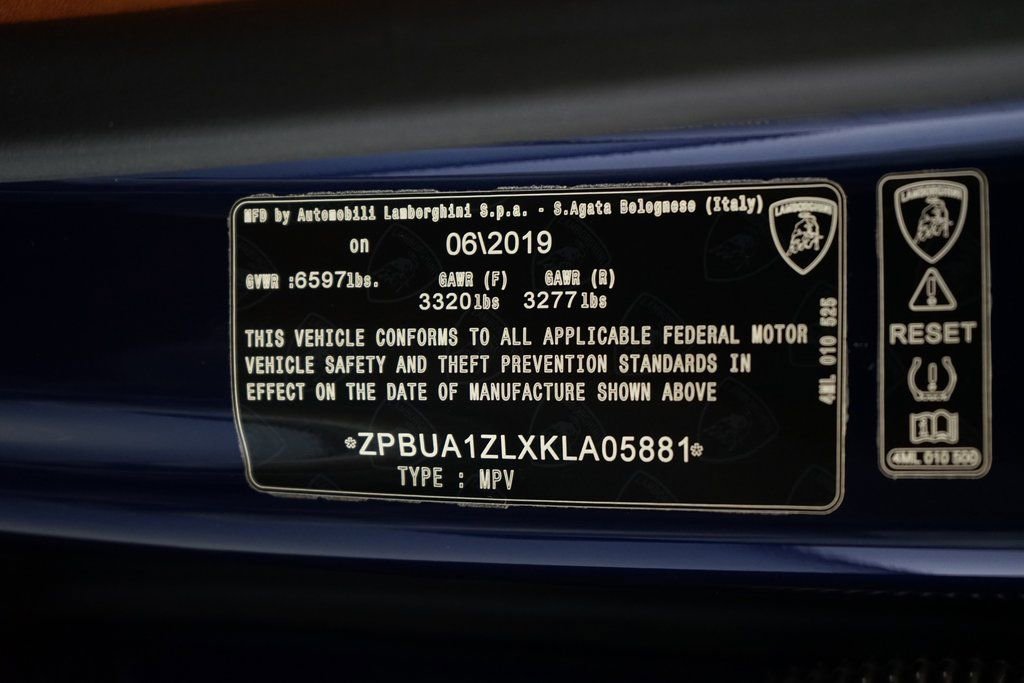 MFD by Automobili Lamborghini S.p.a. - S.Agata Bolognese (Italy)
on 06\2019
GVWR :6597lbs. GAWR (F) GAWR (R)
3320lbs 3277lbs
THIS VEHICLE CONFORMS TO ALL APPLICABLE FEDERAL MOTOR
VEHICLE SAFETY AND THEFT PREVENTION STANDARDS IN
EFFECT ON THE DATE OF MANUFACTURE SHOWN ABOVE
*ZPBUA1ZLXKLA05881*
TYPE : MPV
4ML 010 525
LAMBORGHINI
LAMBORGHINI
RESET
4ML 010 500